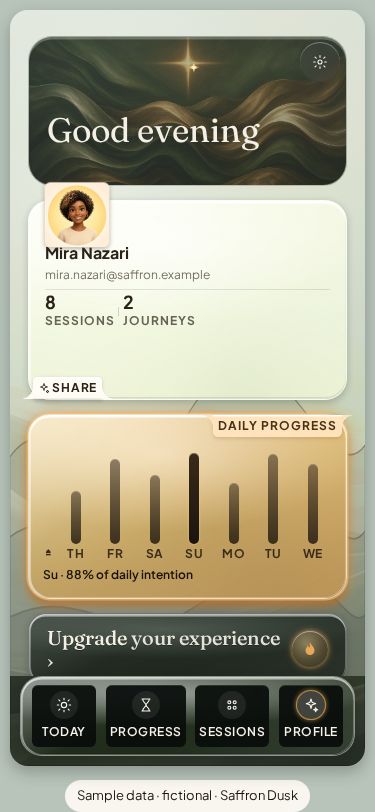 Good evening
Mira Nazari
mira.nazari@saffron.example
8 2
SESSIONS JOURNEYS
SHARE
DAILY PROGRESS
TH FR SA SU MO TU WE
Su · 88% of daily intention
Upgrade your experience
›
TODAY PROGRESS SESSIONS PROFILE
Sample data · fictional · Saffron Dusk